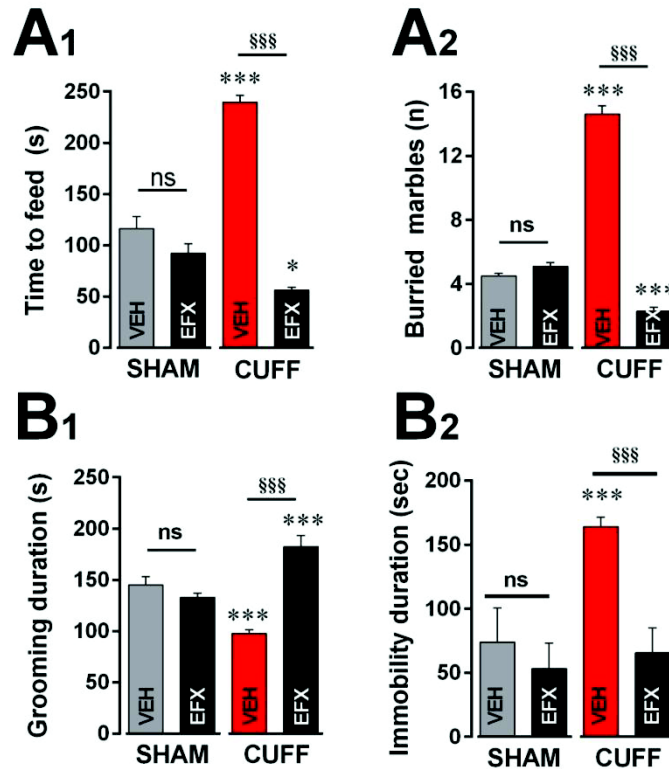 A1
Time to feed (s)
250
200
150
100
50
0
ns
***
§§§
*
VEH
EFX
VEH
EFX
SHAM
CUFF
A2
Burried marbles (n)
16
12
8
4
0
ns
***
§§§
***
VEH
EFX
VEH
EFX
SHAM
CUFF
B1
Grooming duration (s)
250
200
150
100
50
0
ns
***
§§§
***
VEH
EFX
VEH
EFX
SHAM
CUFF
B2
Immobility duration (sec)
200
150
100
50
0
ns
***
§§§
VEH
EFX
VEH
EFX
SHAM
CUFF